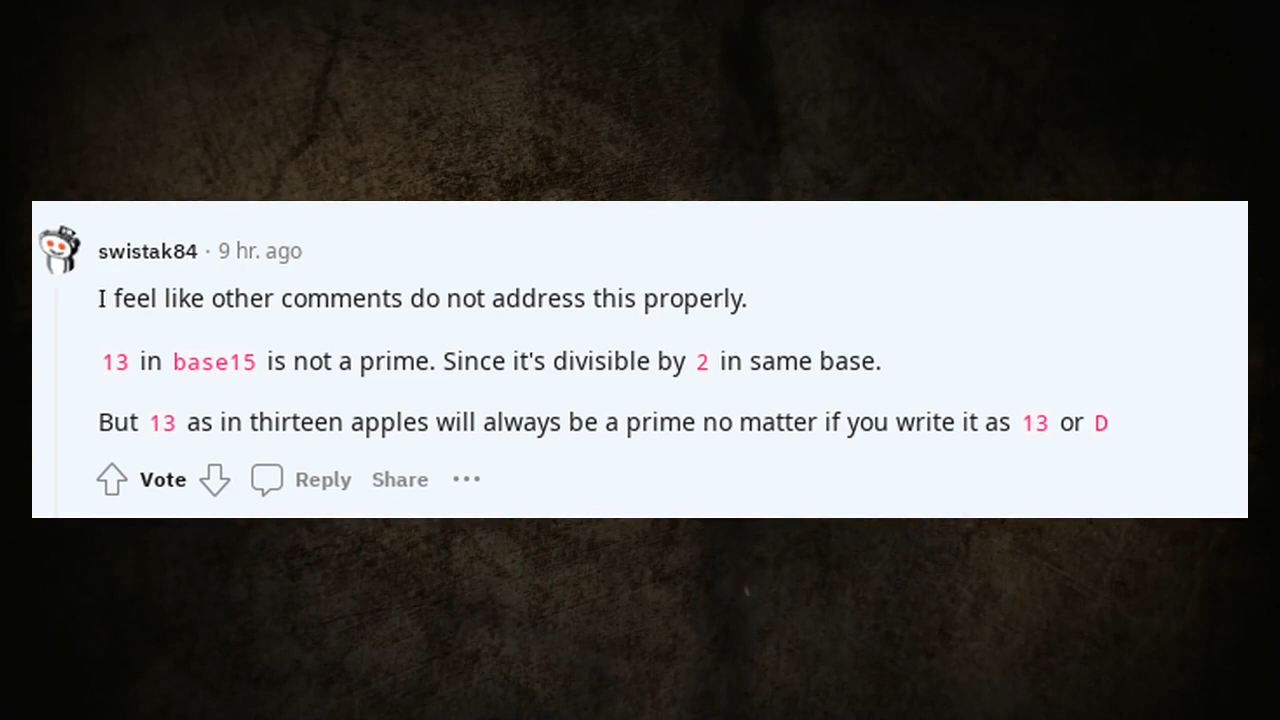 swistak84 · 9 hr. ago
I feel like other comments do not address this properly.
13 in base15 is not a prime. Since it's divisible by 2 in same base.
But 13 as in thirteen apples will always be a prime no matter if you write it as 13 or D
Vote Reply Share ···